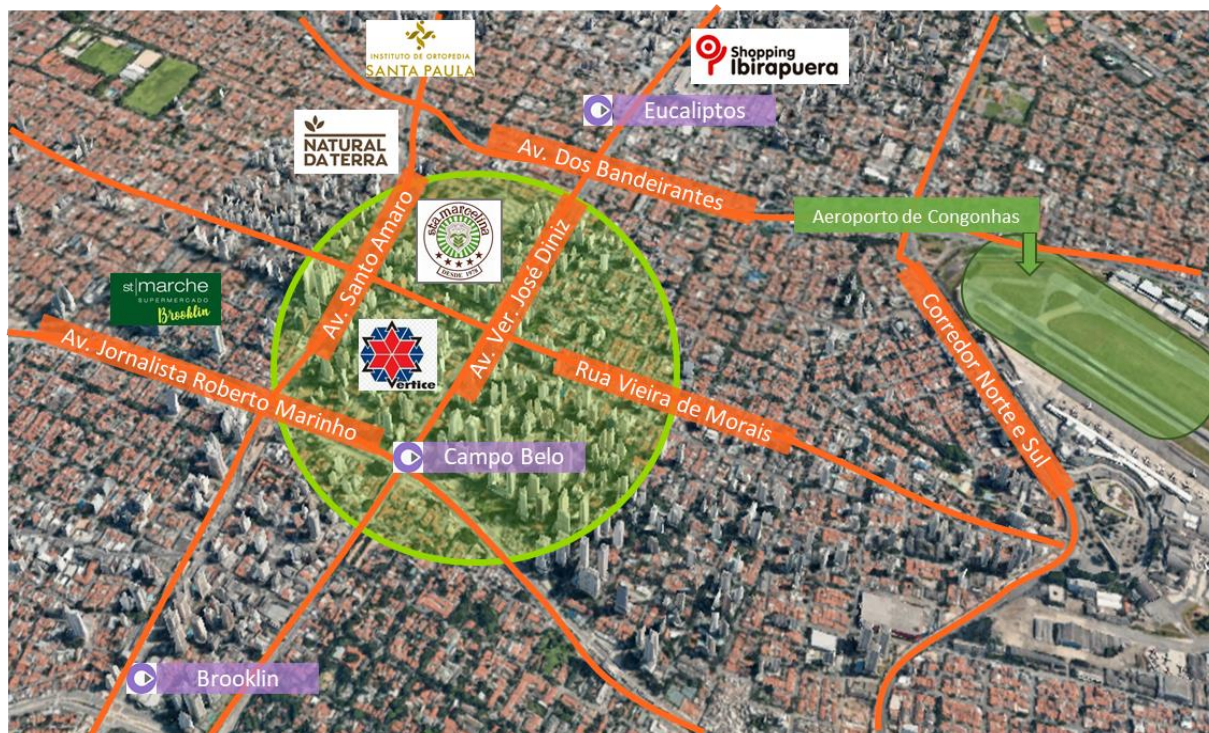 INSTITUTO DE ORTOPEDIA
SANTA PAULA
Shopping
Ibirapuera
Eucaliptos
NATURAL
DATERRA
Av. Dos Bandeirantes
Av. Santo Amaro
sta marcelina
DESDE 1978
Av. Ver. José Diniz
Aeroporto de Congonhas
st|marche
SUPERMERCADO
Brooklin
Av. Jornalista Roberto Marinho
Vertice
Rua Vieira de Morais
Corredor Norte e Sul
Campo Belo
Brooklin